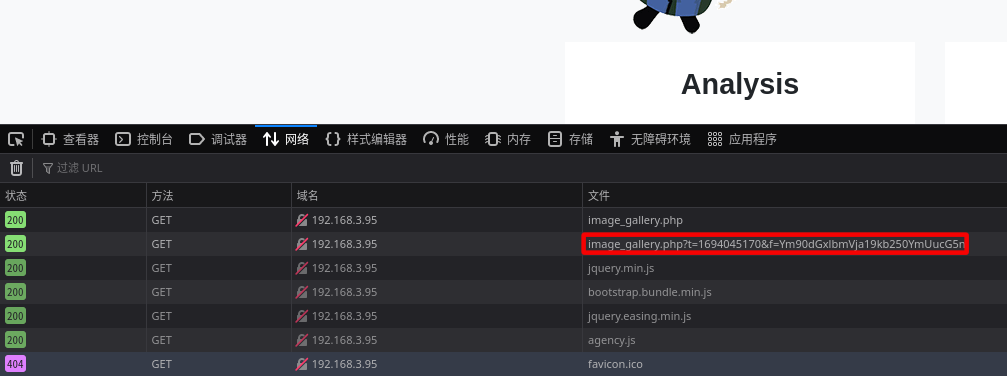 Analysis
查看器 控制台 调试器 网络 样式编辑器 性能 内存 存储 无障碍环境 应用程序
过滤 URL
状态 方法 域名 文件
200 GET 192.168.3.95 image_gallery.php
200 GET 192.168.3.95 image_gallery.php?t=1694045170&f=Ym90dGxlbmVja19kb250YmUucG5n
200 GET 192.168.3.95 jquery.min.js
200 GET 192.168.3.95 bootstrap.bundle.min.js
200 GET 192.168.3.95 jquery.easing.min.js
200 GET 192.168.3.95 agency.js
404 GET 192.168.3.95 favicon.ico